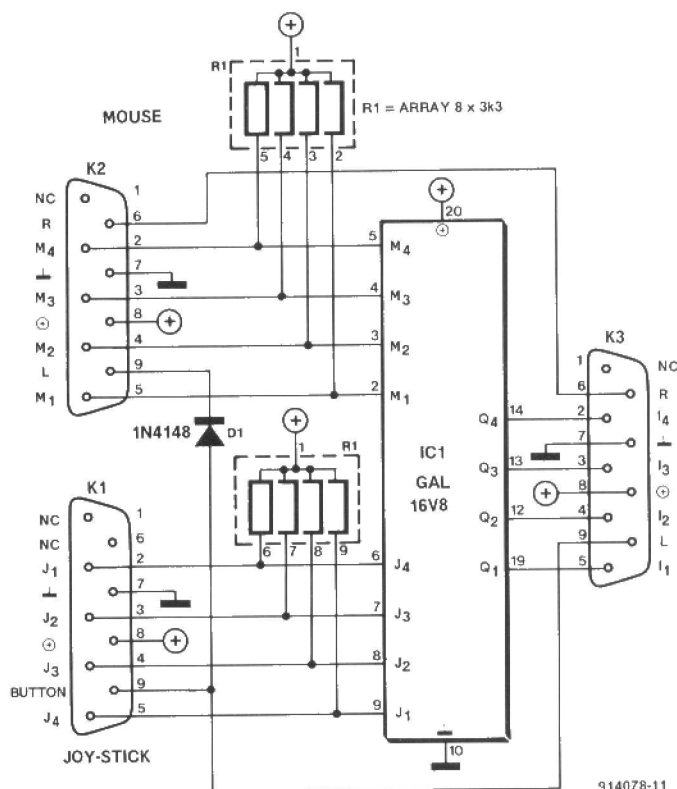 R1
1
R1 = ARRAY 8 x 3k3
5 4 3 2
MOUSE
K2
NC 1
R 6
M4 2
⊥ 7
M3 3
⊕ 8
M2 4
L 9
M1 5
1N4148 D1
1
R1
6 7 8 9
K1
NC 1
NC 6
J1 2
⊥ 7
J2 3
⊕ 8
J3 4
BUTTON 9
J4 5
JOY-STICK
20
⊕
5 M4
4 M3
3 M2
2 M1
IC1
GAL
16V8
6 J4
7 J3
8 J2
9 J1
Q4 14
Q3 13
Q2 12
Q1 19
⊥
10
K3
1 NC
6 R
2 I4
7 ⊥
3 I3
8 ⊕
4 I2
9 L
5 I1
914078-11